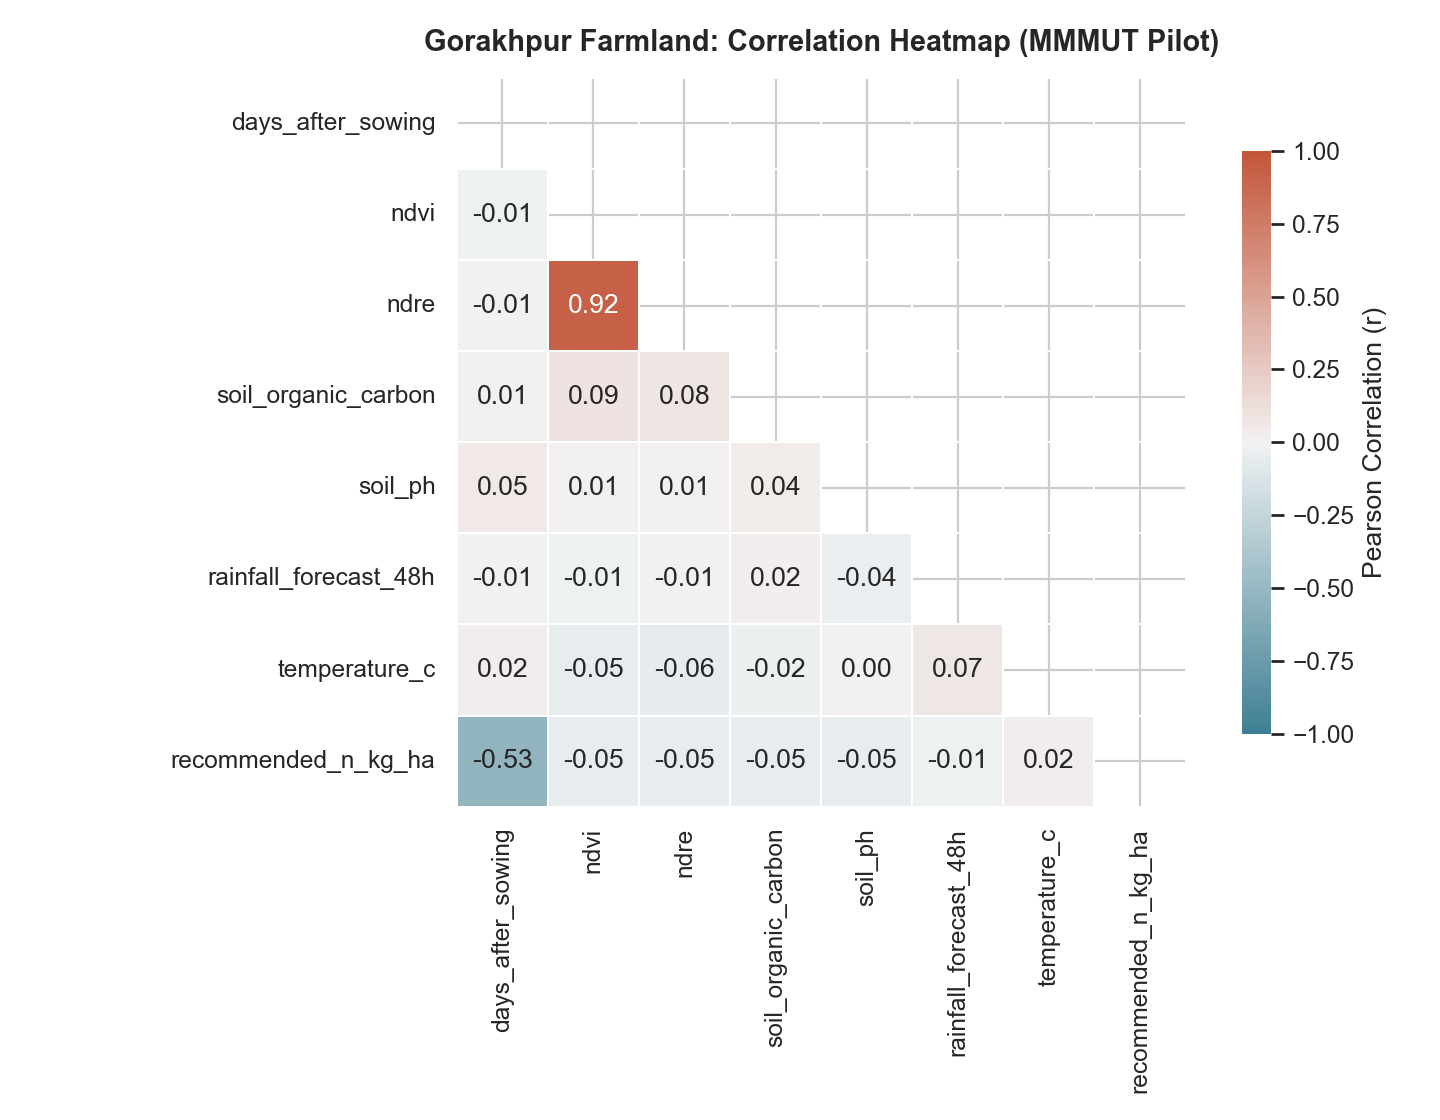 Gorakhpur Farmland: Correlation Heatmap (MMMUT Pilot)
days_after_sowing
ndvi -0.01
ndre -0.01 0.92
soil_organic_carbon 0.01 0.09 0.08
soil_ph 0.05 0.01 0.01 0.04
rainfall_forecast_48h -0.01 -0.01 -0.01 0.02 -0.04
temperature_c 0.02 -0.05 -0.06 -0.02 0.00 0.07
recommended_n_kg_ha -0.53 -0.05 -0.05 -0.05 -0.05 -0.01 0.02
days_after_sowing
ndvi
ndre
soil_organic_carbon
soil_ph
rainfall_forecast_48h
temperature_c
recommended_n_kg_ha
1.00
0.75
0.50
0.25
0.00
−0.25
−0.50
−0.75
−1.00
Pearson Correlation (r)